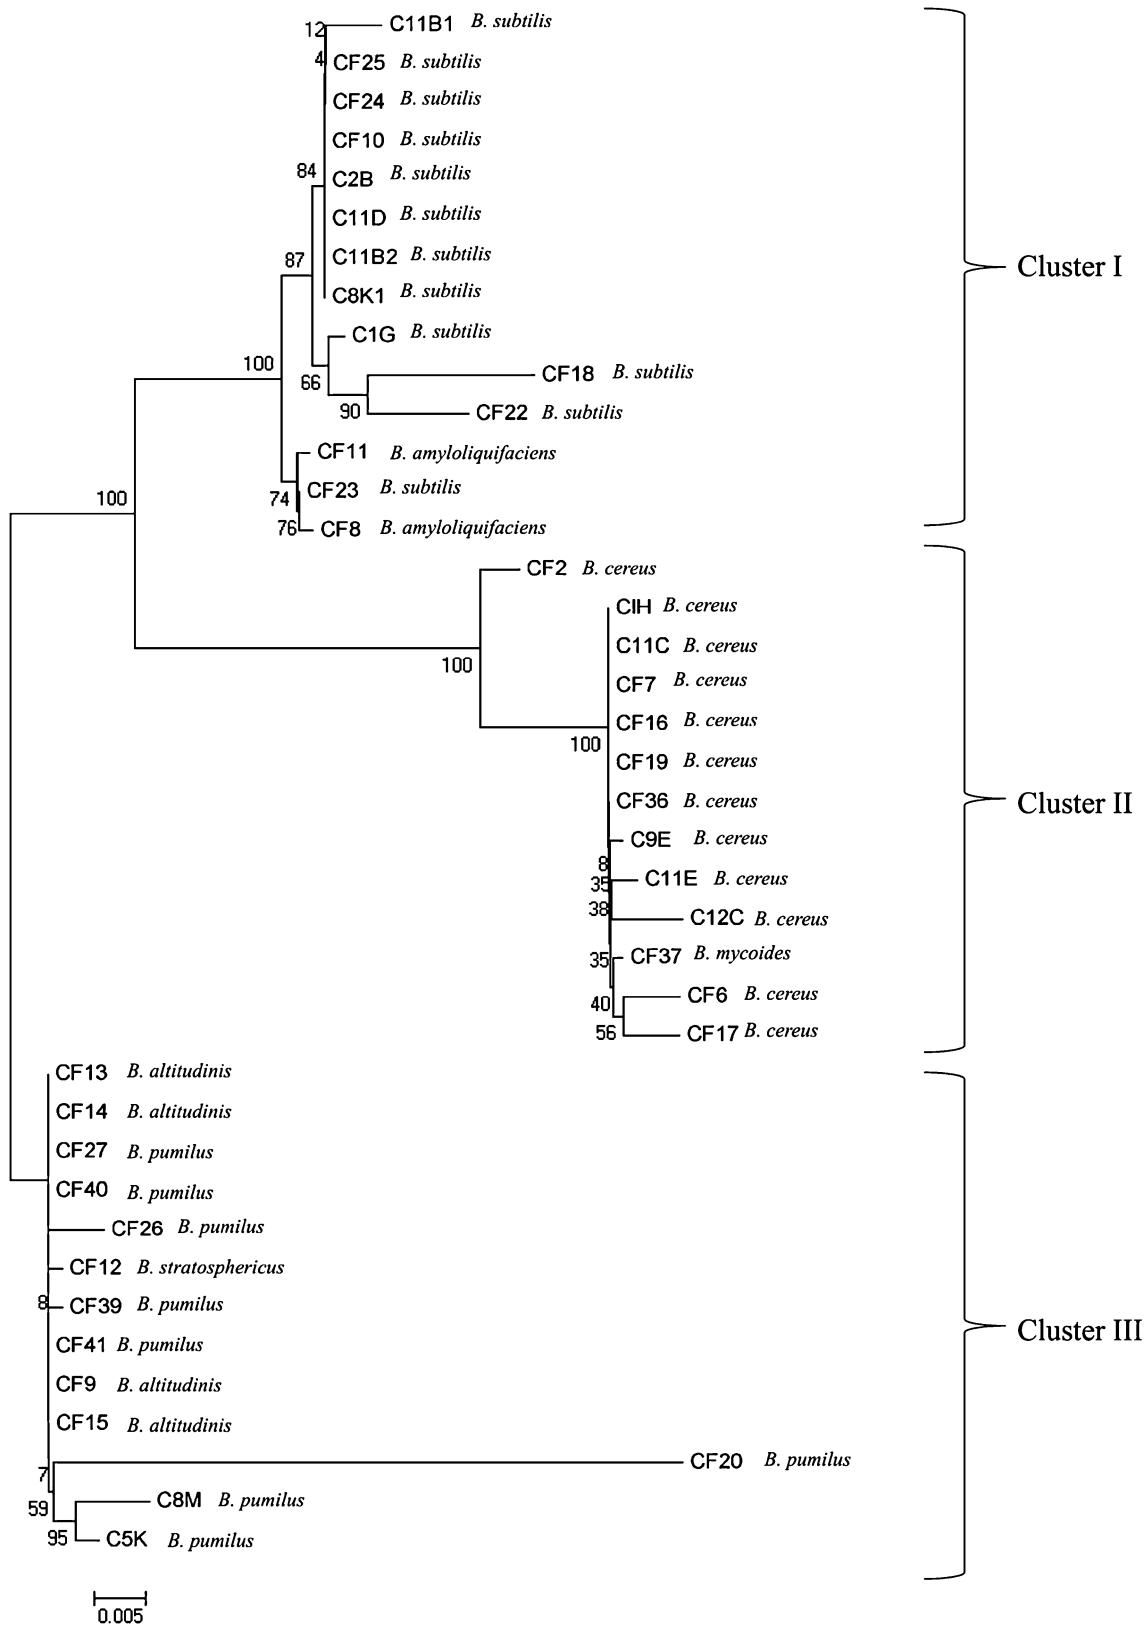 12
C11B1 B. subtilis
4
CF25 B. subtilis
CF24 B. subtilis
CF10 B. subtilis
84
C2B B. subtilis
C11D B. subtilis
87
C11B2 B. subtilis
Cluster I
C8K1 B. subtilis
C1G B. subtilis
100
66
CF18 B. subtilis
90
CF22 B. subtilis
CF11 B. amyloliquifaciens
100
74
CF23 B. subtilis
76
CF8 B. amyloliquifaciens
CF2 B. cereus
CIH B. cereus
C11C B. cereus
100
CF7 B. cereus
CF16 B. cereus
100
CF19 B. cereus
CF36 B. cereus
Cluster II
C9E B. cereus
8
35
C11E B. cereus
38
C12C B. cereus
35
CF37 B. mycoides
40
CF6 B. cereus
56
CF17 B. cereus
CF13 B. altitudinis
CF14 B. altitudinis
CF27 B. pumilus
CF40 B. pumilus
CF26 B. pumilus
CF12 B. stratosphericus
8
CF39 B. pumilus
Cluster III
CF41 B. pumilus
CF9 B. altitudinis
CF15 B. altitudinis
7
CF20 B. pumilus
59
C8M B. pumilus
95
C5K B. pumilus
0.005